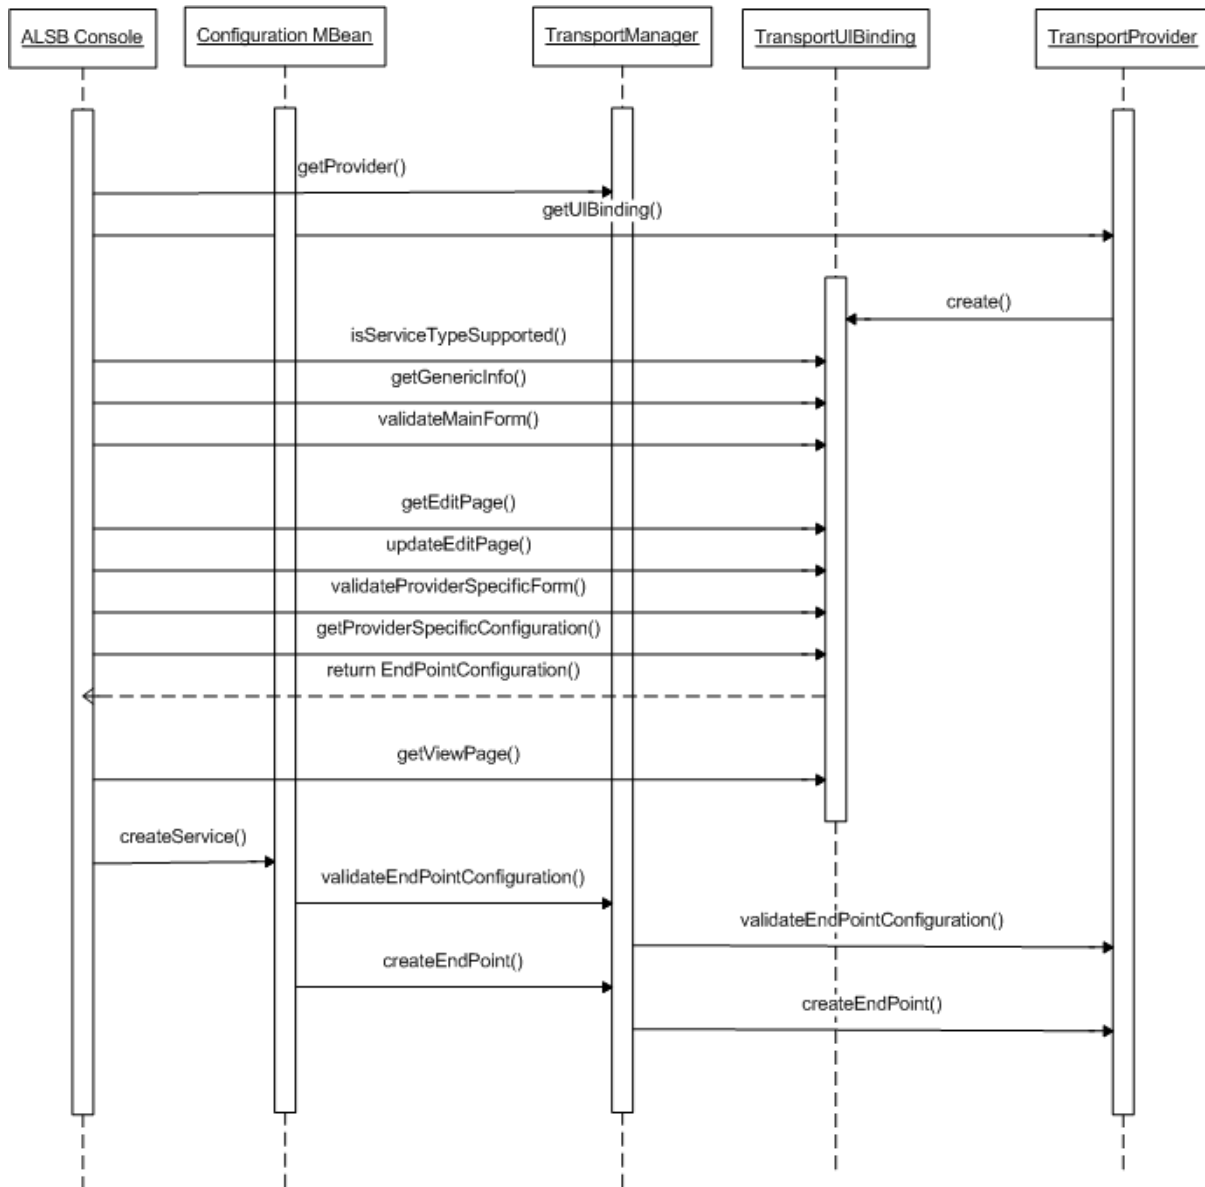 ALSB Console
Configuration MBean
TransportManager
TransportUIBinding
TransportProvider
getProvider()
getUIBinding()
create()
isServiceTypeSupported()
getGenericInfo()
validateMainForm()
getEditPage()
updateEditPage()
validateProviderSpecificForm()
getProviderSpecificConfiguration()
return EndPointConfiguration()
getViewPage()
createService()
validateEndPointConfiguration()
validateEndPointConfiguration()
createEndPoint()
createEndPoint()